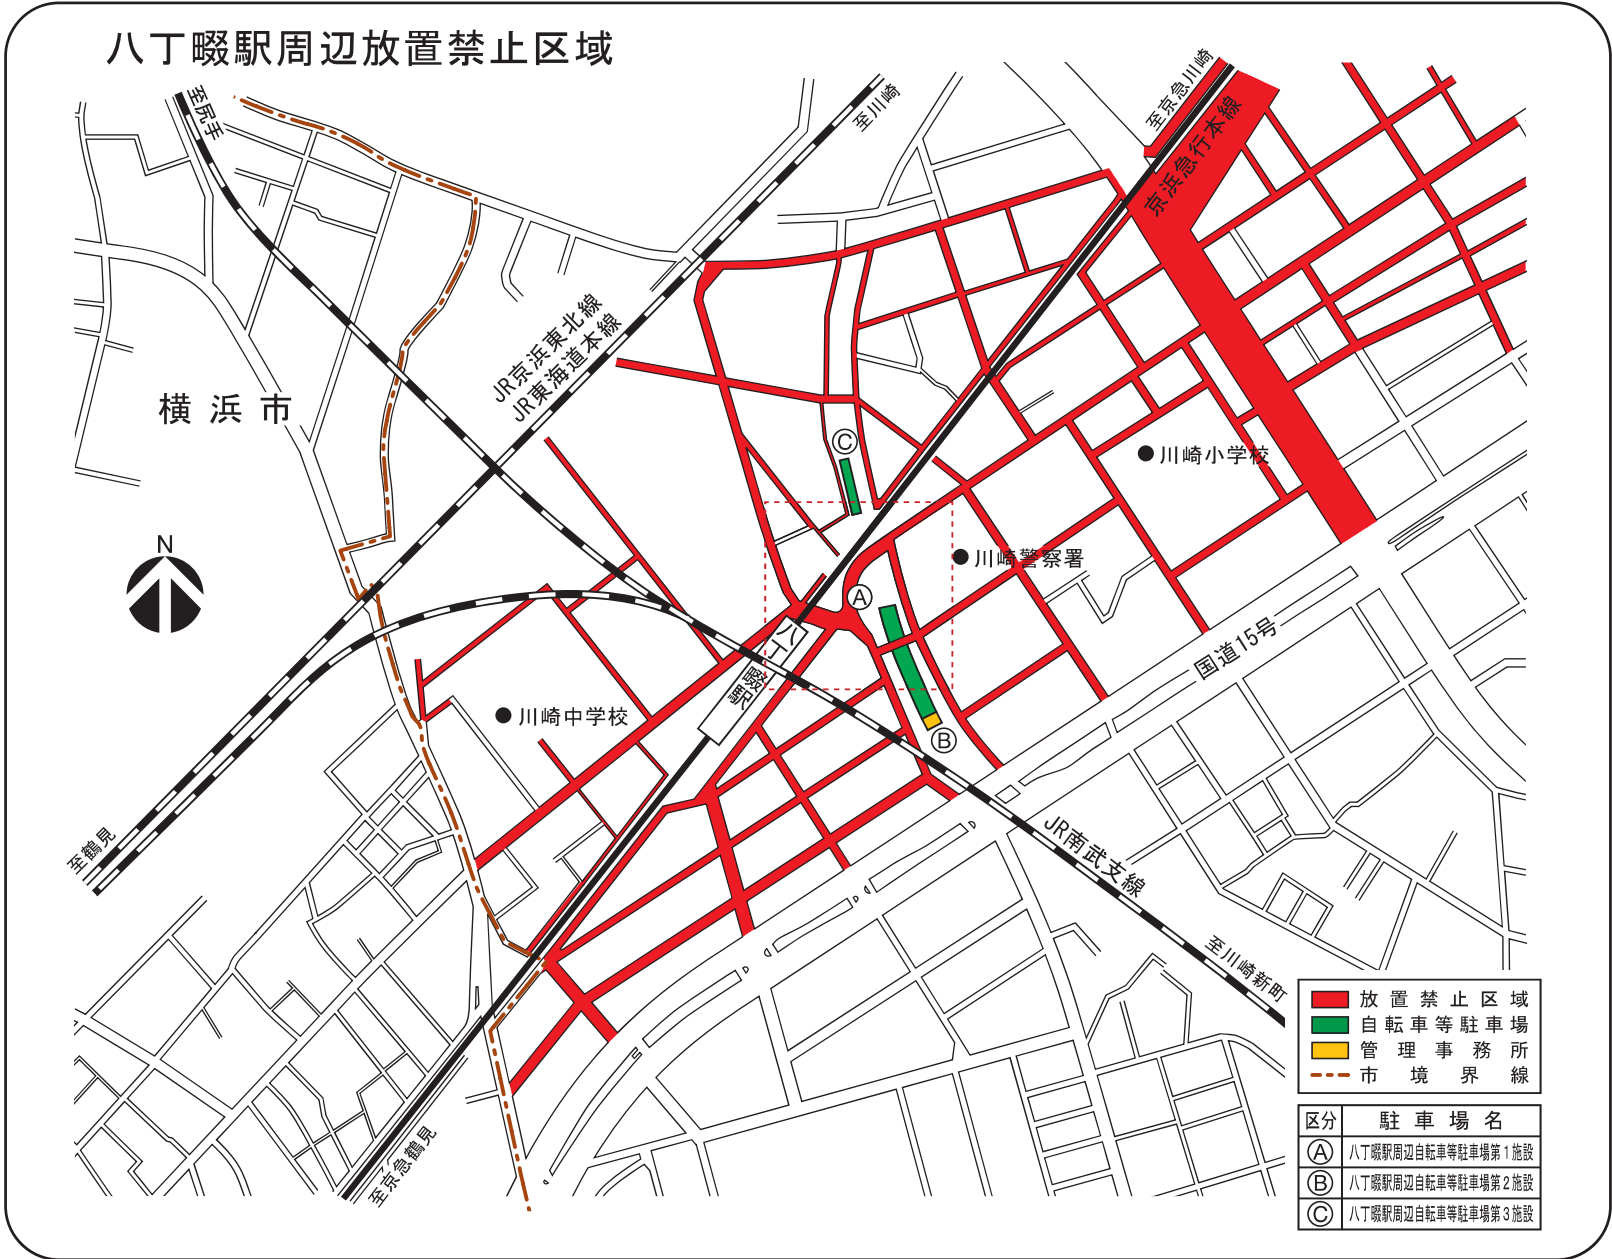 八丁畷駅周辺放置禁止区域
至尻手
至川崎
至京急川崎
京浜急行本線
JR京浜東北線
JR東海道本線
横浜市
N
C
川崎小学校
川崎警察署
A
八丁畷駅
国道15号
川崎中学校
B
至鶴見
JR南武支線
至川崎新町
至京急鶴見
放置禁止区域
自転車等駐車場
管理事務所
市境界線
区分 駐車場名
A 八丁畷駅周辺自転車等駐車場第1施設
B 八丁畷駅周辺自転車等駐車場第2施設
C 八丁畷駅周辺自転車等駐車場第3施設